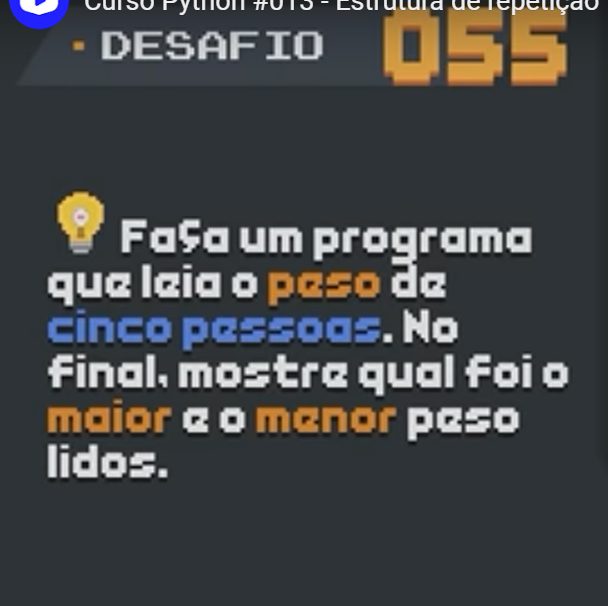 Curso Python #013 - Estrutura de repetição
DESAFIO 055
Faça um programa
que leia o peso de
cinco pessoas. No
final, mostre qual foi o
maior e o menor peso
lidos.